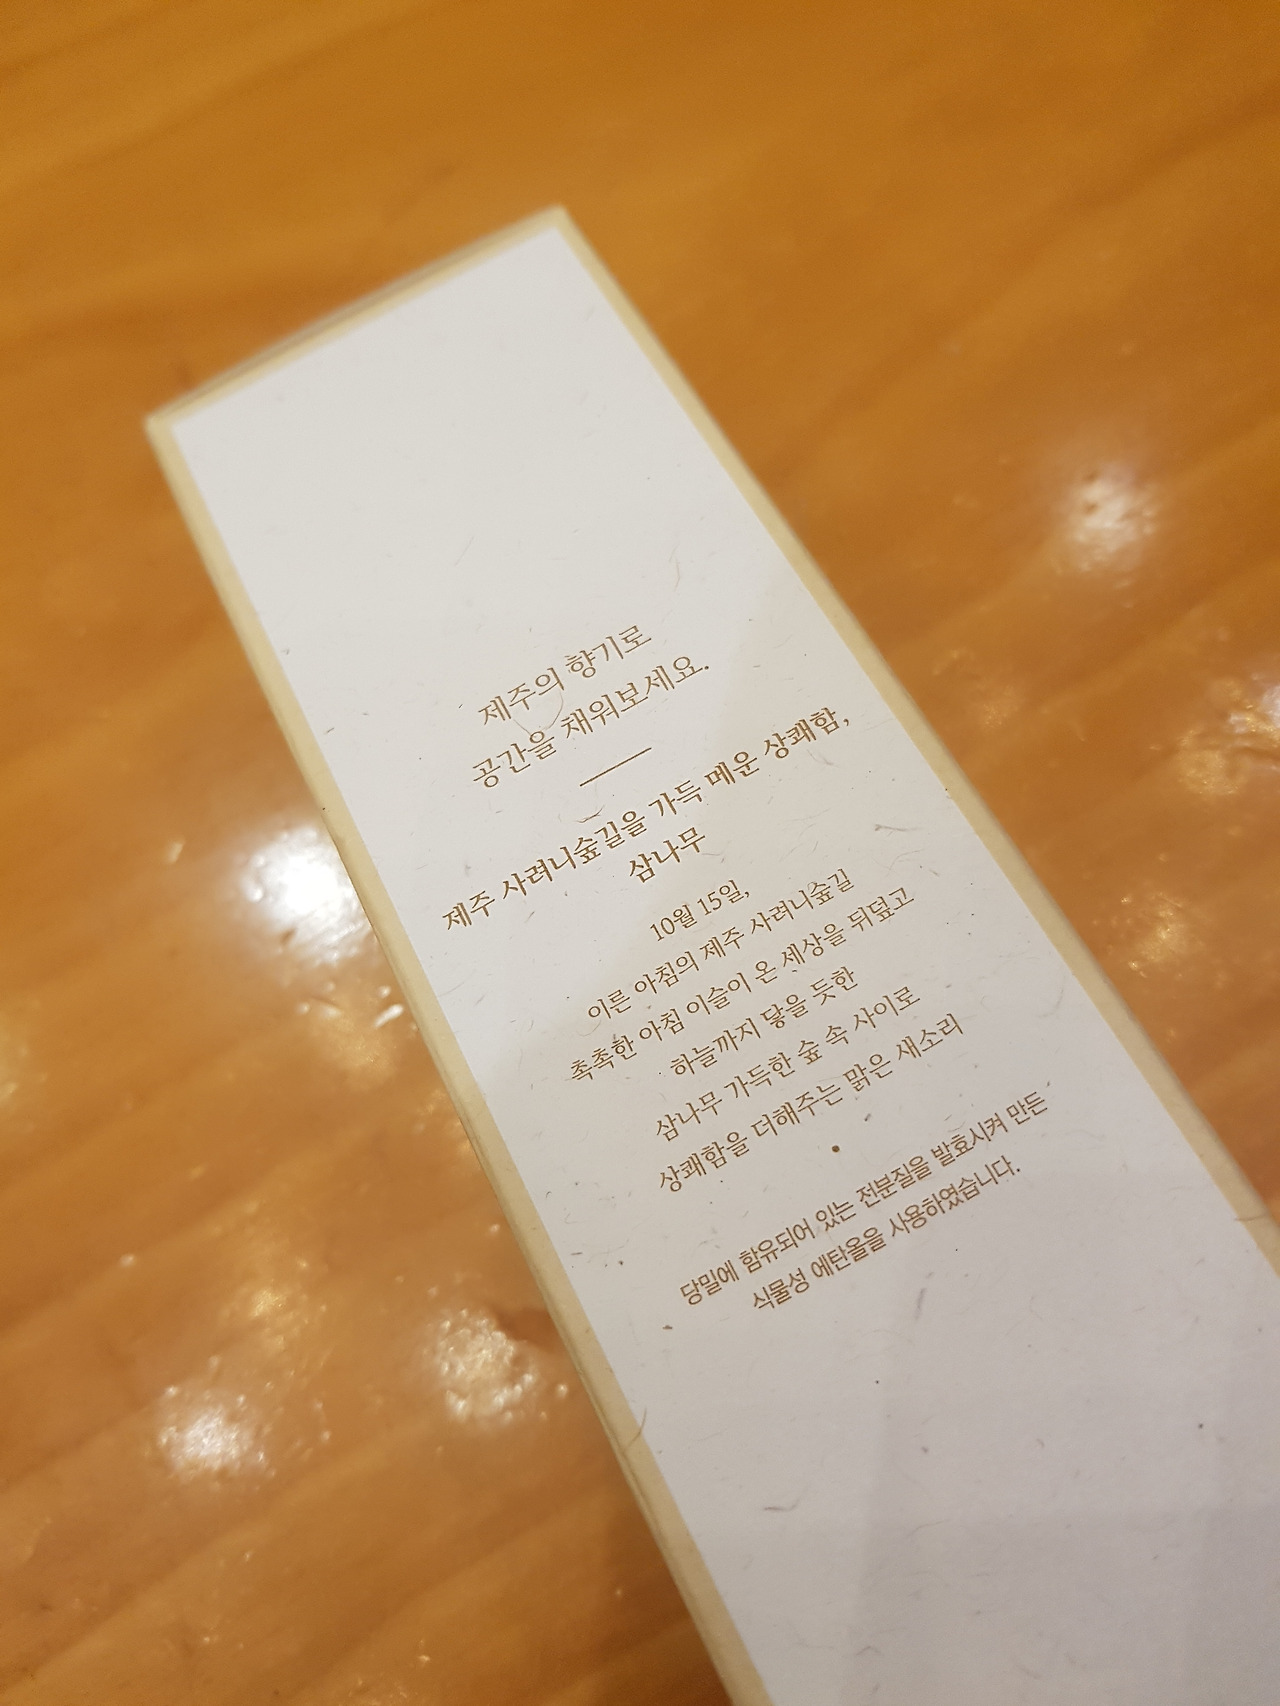 제주의 향기로
공간을 채워보세요.
제주 사려니숲길을 가득 메운 상쾌함,
삼나무
10월 15일,
이른 아침의 제주 사려니숲길
촉촉한 아침 이슬이 온 세상을 뒤덮고
하늘까지 닿을 듯한
삼나무 가득한 숲 속 사이로
상쾌함을 더해주는 맑은 새소리
당밀에 함유되어 있는 전분질을 발효시켜 만든
식물성 에탄올을 사용하였습니다.